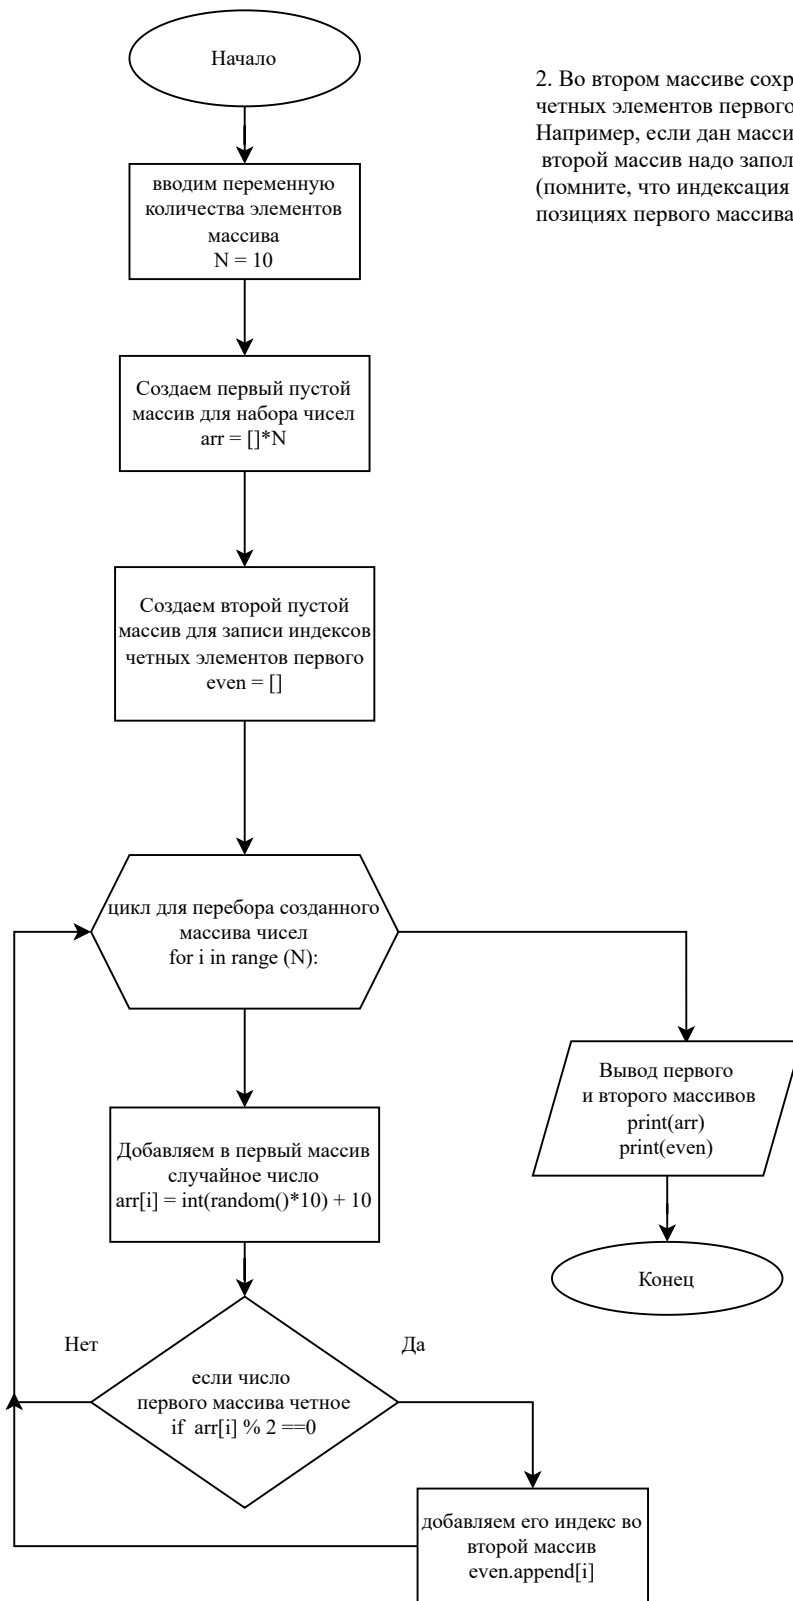 Начало
2. Во втором массиве сохр
четных элементов первого
Например, если дан масси
второй массив надо запол
(помните, что индексация
позициях первого массива
вводим переменную
количества элементов
массива
N = 10
Создаем первый пустой
массив для набора чисел
arr = []*N
Создаем второй пустой
массив для записи индексов
четных элементов первого
even = []
цикл для перебора созданного
массива чисел
for i in range (N):
Вывод первого
и второго массивов
print(arr)
print(even)
Добавляем в первый массив
случайное число
arr[i] = int(random()*10) + 10
Конец
Нет
Да
если число
первого массива четное
if arr[i] % 2 ==0
добавляем его индекс во
второй массив
even.append[i]